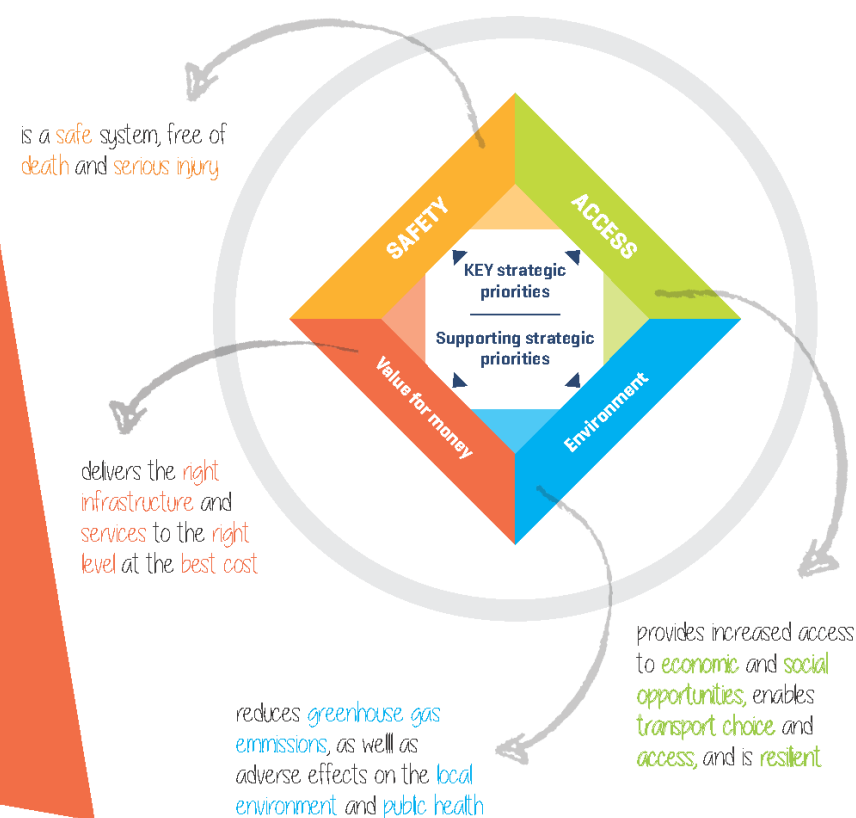 is a safe system, free of
death and serious injury
SAFETY
ACCESS
KEY strategic
priorities
Supporting strategic
priorities
Value for money
Environment
delivers the right
infrastructure and
services to the right
level at the best cost
provides increased access
to economic and social
opportunities, enables
transport choice and
access, and is resilient
reduces greenhouse gas
emmissions, as welll as
adverse effects on the local
environment and public health